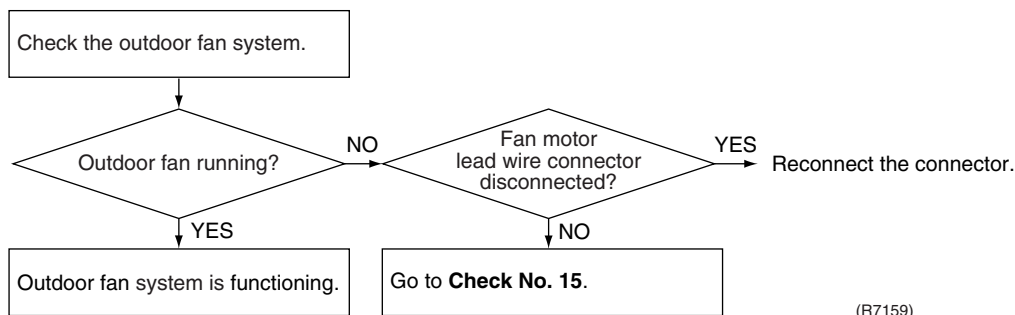 Check the outdoor fan system.
Outdoor fan running?
NO
Fan motor
lead wire connector
disconnected?
YES
Reconnect the connector.
YES
NO
Outdoor fan system is functioning.
Go to Check No. 15.
(R7159)